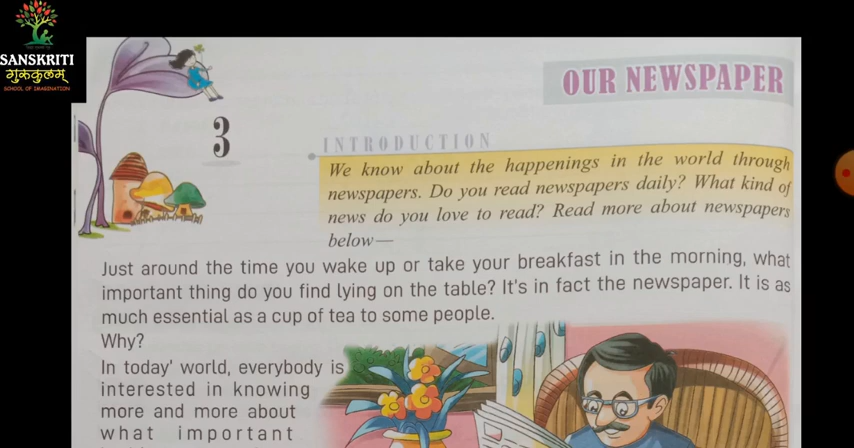 SANSKRITI
गुरुकुलम्
SCHOOL OF IMAGINATION
OUR NEWSPAPER
3
INTRODUCTION
We know about the happenings in the world through
newspapers. Do you read newspapers daily? What kind of
news do you love to read? Read more about newspapers
below—
Just around the time you wake up or take your breakfast in the morning, what
important thing do you find lying on the table? It's in fact the newspaper. It is as
much essential as a cup of tea to some people.
Why?
In today' world, everybody is
interested in knowing
more and more about
what important